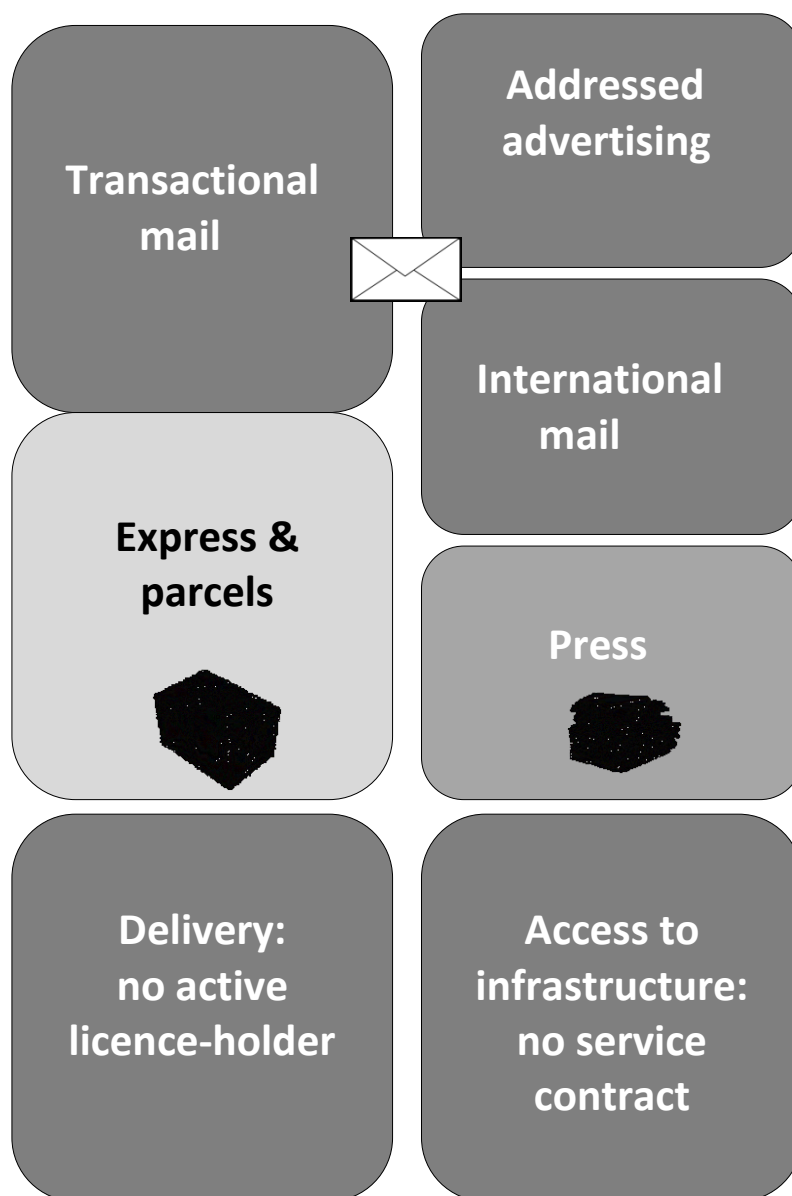 Transactional
mail
Addressed
advertising
International
mail
Express &
parcels
Press
Delivery:
no active
licence-holder
Access to
infrastructure:
no service
contract